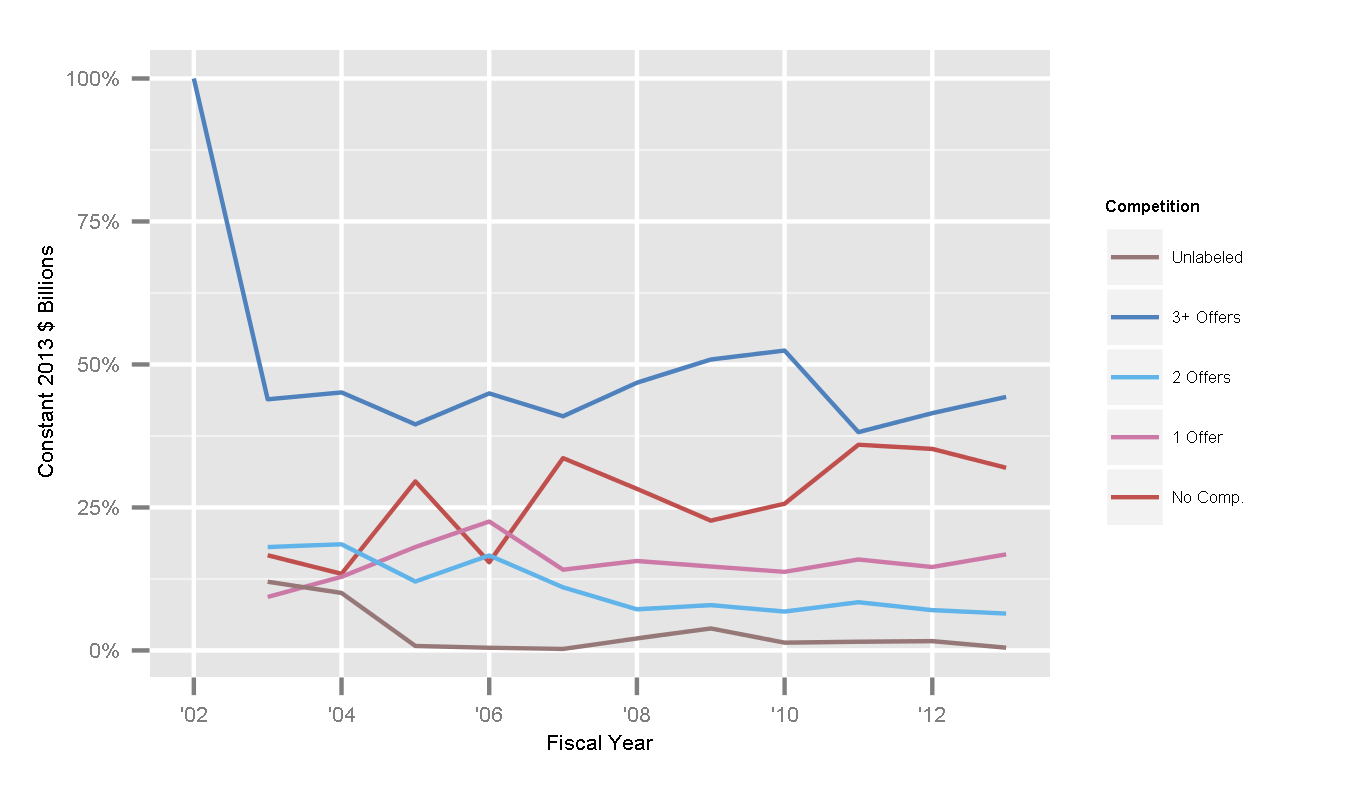 100%
75%
50%
25%
0%
Constant 2013 $ Billions
'02
'04
'06
'08
'10
'12
Fiscal Year
Competition
Unlabeled
3+ Offers
2 Offers
1 Offer
No Comp.